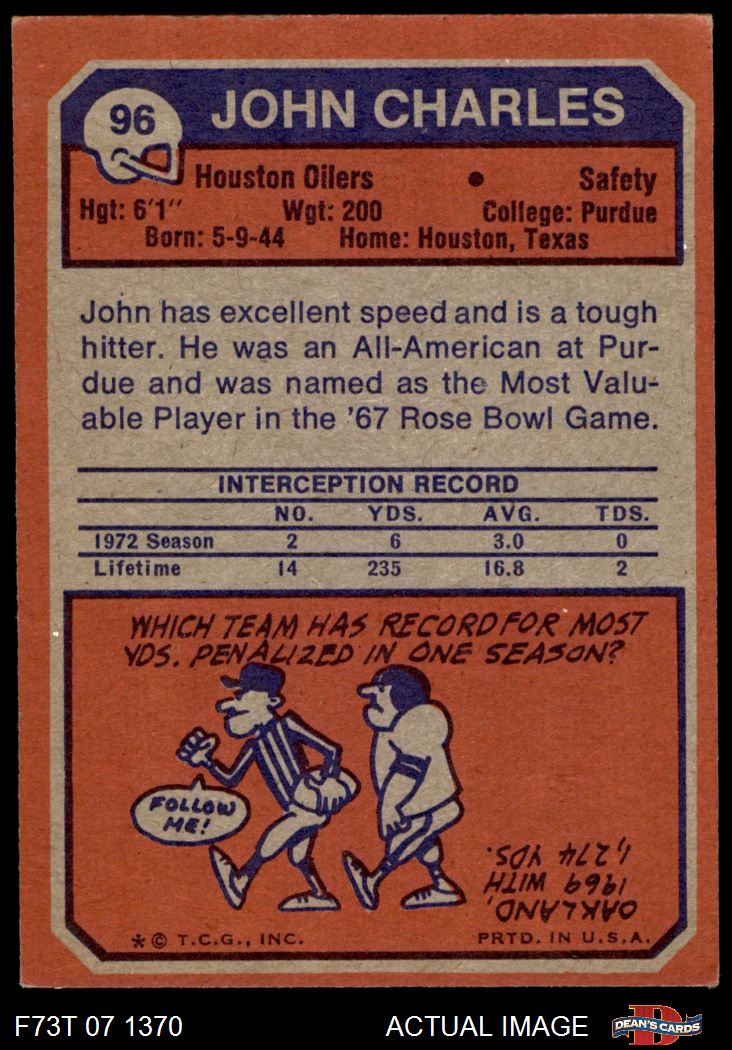 96
JOHN CHARLES
Houston Oilers • Safety
Hgt: 6'1" Wgt: 200 College: Purdue
Born: 5-9-44 Home: Houston, Texas
John has excellent speed and is a tough
hitter. He was an All-American at Pur-
due and was named as the Most Valu-
able Player in the '67 Rose Bowl Game.
INTERCEPTION RECORD
NO. YDS. AVG. TDS.
1972 Season 2 6 3.0 0
Lifetime 14 235 16.8 2
WHICH TEAM HAS RECORD FOR MOST
YDS. PENALIZED IN ONE SEASON?
FOLLOW
ME!
OAKLAND,
1969 WITH
1,274 YDS.
* © T.C.G., INC. PRTD. IN U.S.A.
F73T 07 1370 ACTUAL IMAGE
D
DEAN'S CARDS